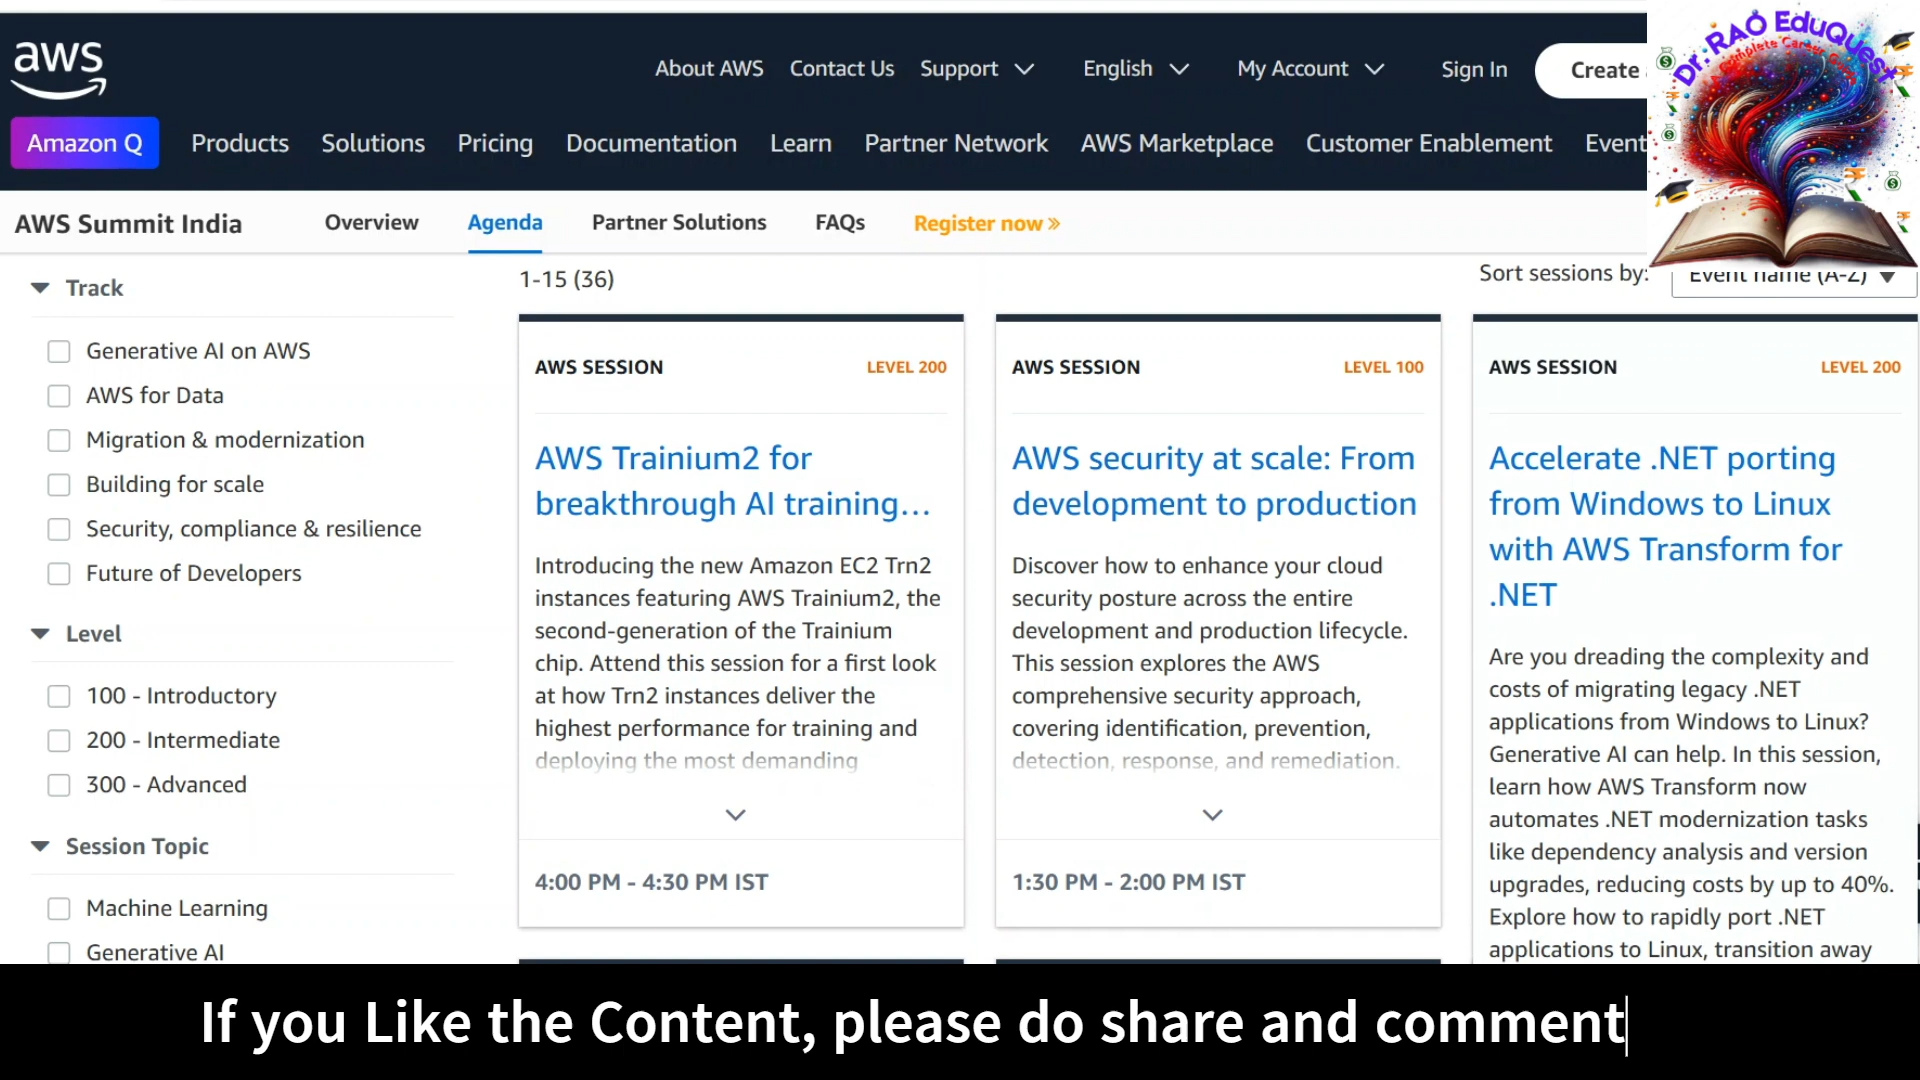 aws
About AWS Contact Us Support English My Account Sign In Create
Amazon Q Products Solutions Pricing Documentation Learn Partner Network AWS Marketplace Customer Enablement Event
Dr. RAO EduQuest
AWS Summit India Overview Agenda Partner Solutions FAQs Register now »
Track
Generative AI on AWS
AWS for Data
Migration & modernization
Building for scale
Security, compliance & resilience
Future of Developers
Level
100 - Introductory
200 - Intermediate
300 - Advanced
Session Topic
Machine Learning
Generative AI
1-15 (36)
Sort sessions by: Event name (A-Z)
AWS SESSION LEVEL 200
AWS Trainium2 for
breakthrough AI training...
Introducing the new Amazon EC2 Trn2
instances featuring AWS Trainium2, the
second-generation of the Trainium
chip. Attend this session for a first look
at how Trn2 instances deliver the
highest performance for training and
deploying the most demanding
4:00 PM - 4:30 PM IST
AWS SESSION LEVEL 100
AWS security at scale: From
development to production
Discover how to enhance your cloud
security posture across the entire
development and production lifecycle.
This session explores the AWS
comprehensive security approach,
covering identification, prevention,
detection, response, and remediation.
1:30 PM - 2:00 PM IST
AWS SESSION LEVEL 200
Accelerate .NET porting
from Windows to Linux
with AWS Transform for
.NET
Are you dreading the complexity and
costs of migrating legacy .NET
applications from Windows to Linux?
Generative AI can help. In this session,
learn how AWS Transform now
automates .NET modernization tasks
like dependency analysis and version
upgrades, reducing costs by up to 40%.
Explore how to rapidly port .NET
applications to Linux, transition away
If you Like the Content, please do share and comment